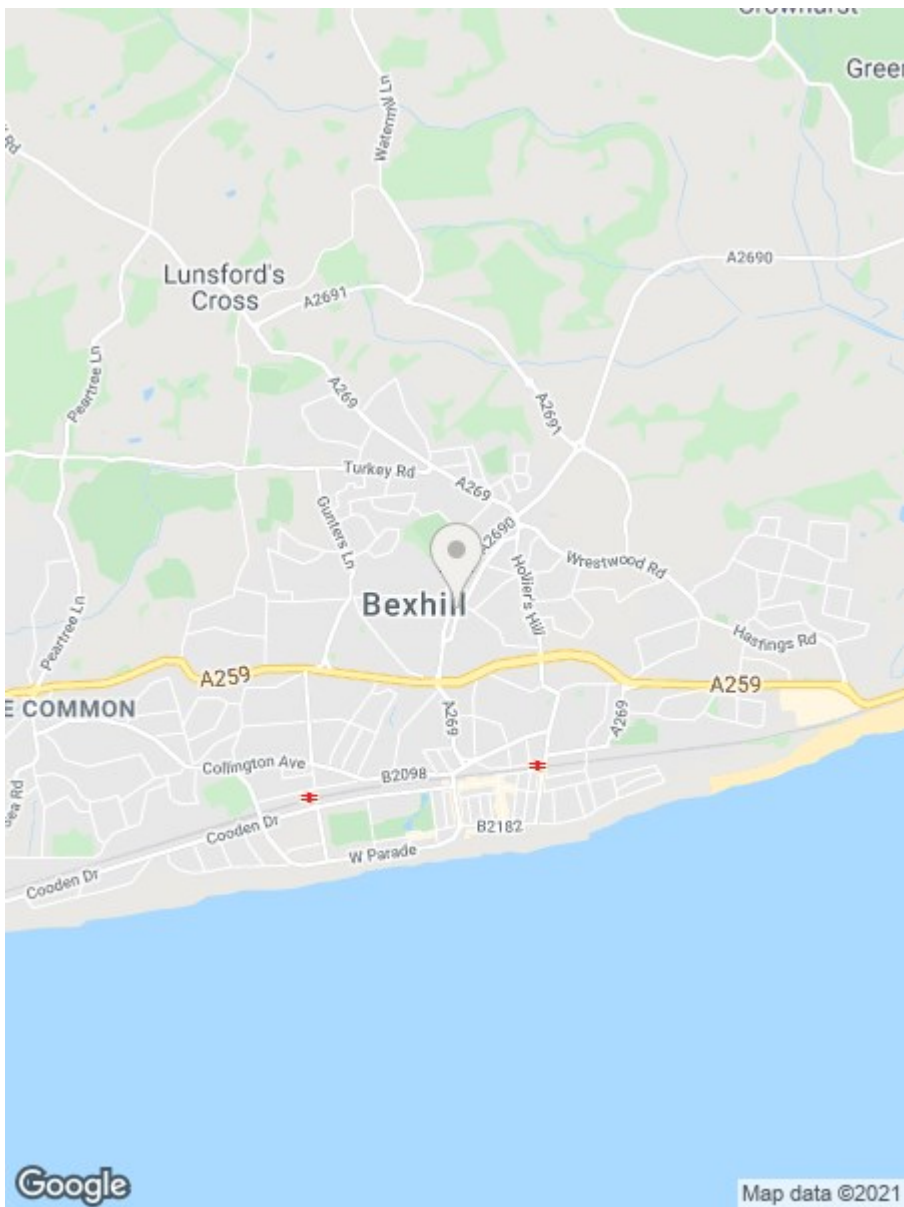 Crowhurst
Green
Watermill Ln
y Rd
A2690
Lunsford's
Cross
A2691
Peartree Ln
A269
A2691
Turkey Rd
A269
Gunters Ln
A2690
Wrestwood Rd
Hollier's Hill
Bexhill
Peartree Ln
Hastings Rd
A259
A259
E COMMON
A269
A269
Collington Ave
B2098
sea Rd
Cooden Dr
B2182
W Parade
Cooden Dr
Google
Map data ©2021